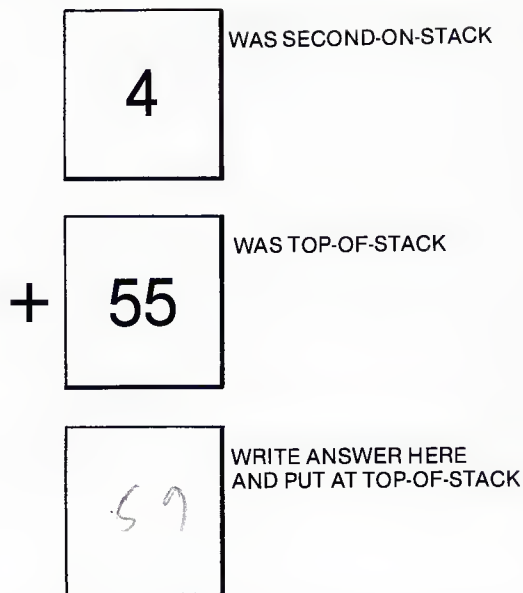 4
WAS SECOND-ON-STACK
+
55
WAS TOP-OF-STACK
59
WRITE ANSWER HERE
AND PUT AT TOP-OF-STACK